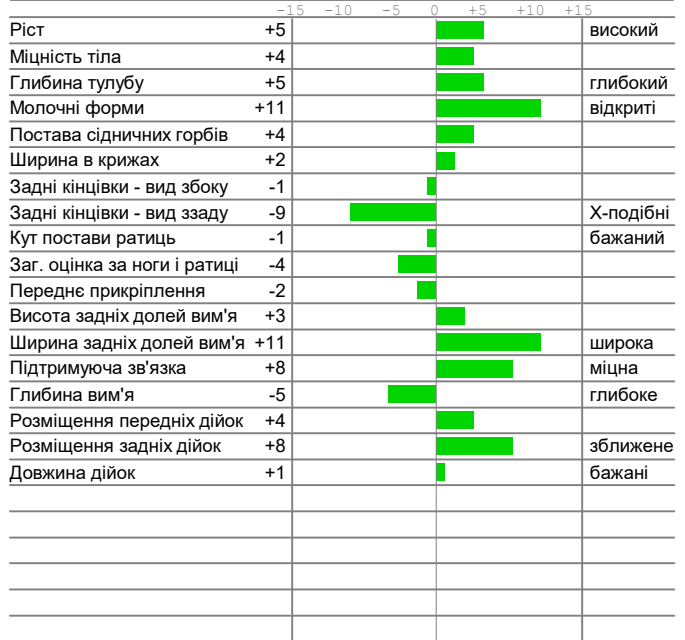 -15 -10 -5 0 +5 +10 +15
Ріст +5 високий
Міцність тіла +4
Глибина тулубу +5 глибокий
Молочні форми +11 відкриті
Постава сідничних горбів +4
Ширина в крижах +2
Задні кінцівки - вид збоку -1
Задні кінцівки - вид ззаду -9 Х-подібні
Кут постави ратиць -1 бажаний
Заг. оцінка за ноги і ратиці -4
Переднє прикріплення -2
Висота задніх долей вим'я +3
Ширина задніх долей вим'я +11 широка
Підтримуюча зв'язка +8 міцна
Глибина вим'я -5 глибоке
Розміщення передніх дійок +4
Розміщення задніх дійок +8 зближене
Довжина дійок +1 бажані